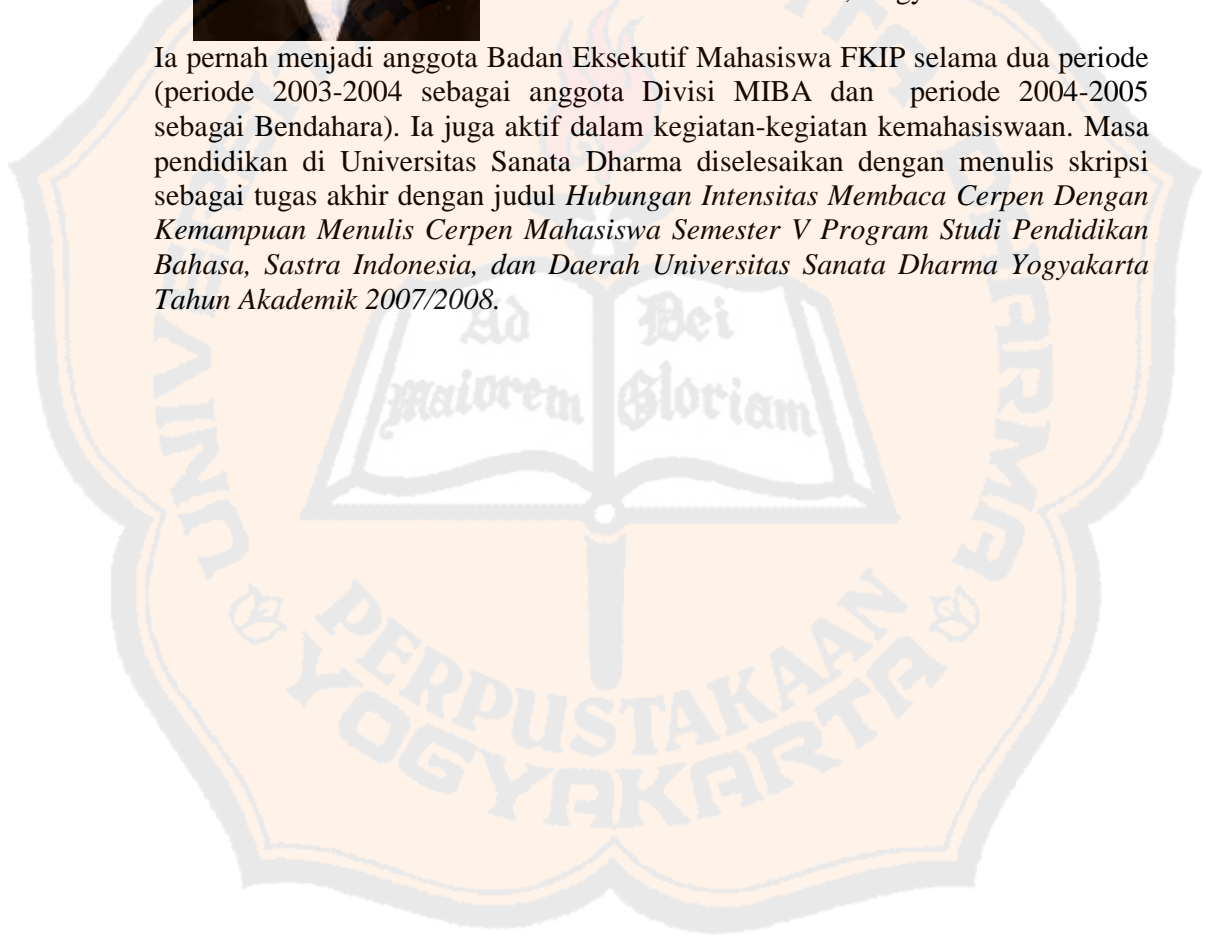 Ia pernah menjadi anggota Badan Eksekutif Mahasiswa FKIP selama dua periode
(periode 2003-2004 sebagai anggota Divisi MIBA dan periode 2004-2005
sebagai Bendahara). Ia juga aktif dalam kegiatan-kegiatan kemahasiswaan. Masa
pendidikan di Universitas Sanata Dharma diselesaikan dengan menulis skripsi
sebagai tugas akhir dengan judul Hubungan Intensitas Membaca Cerpen Dengan
Kemampuan Menulis Cerpen Mahasiswa Semester V Program Studi Pendidikan
Bahasa, Sastra Indonesia, dan Daerah Universitas Sanata Dharma Yogyakarta
Tahun Akademik 2007/2008.
Ad Dei
Maiorem Gloriam
PERPUSTAKAAN
YOGYAKARTA